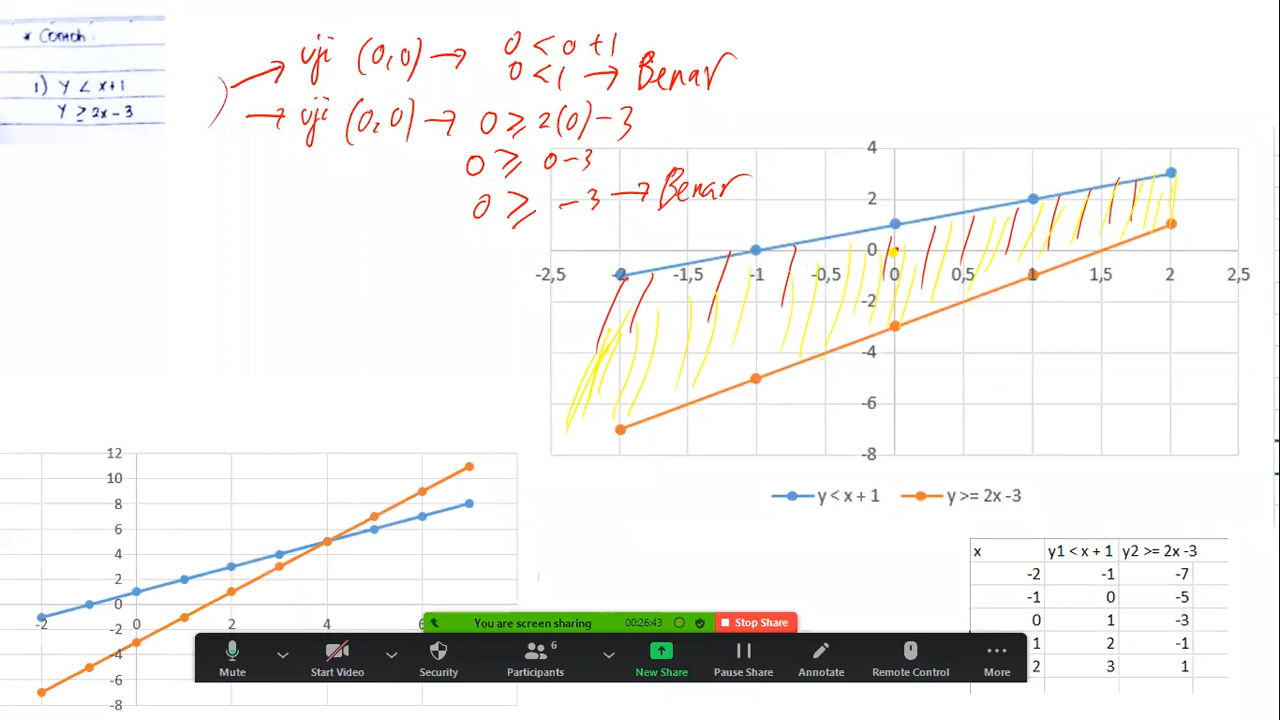 * Contoh
1) y < x+1
y ≥ 2x - 3
uji (0,0) → 0 < 0 + 1
0 < 1 → Benar
→ uji (0,0) → 0 ≥ 2(0) - 3
0 ≥ 0 - 3
0 ≥ -3 → Benar
4
2
0
-2
-4
-6
-8
-2,5 -2 -1,5 -1 -0,5 0 0,5 1 1,5 2 2,5
y < x + 1 y >= 2x -3
12
10
8
6
4
2
0
-2
-4
-6
-8
-2 0 2 4 6
x y1 < x + 1 y2 >= 2x -3
-2 -1 -7
-1 0 -5
0 1 -3
1 2 -1
2 3 1
You are screen sharing 00:26:43 Stop Share
6
Mute Start Video Security Participants New Share Pause Share Annotate Remote Control More